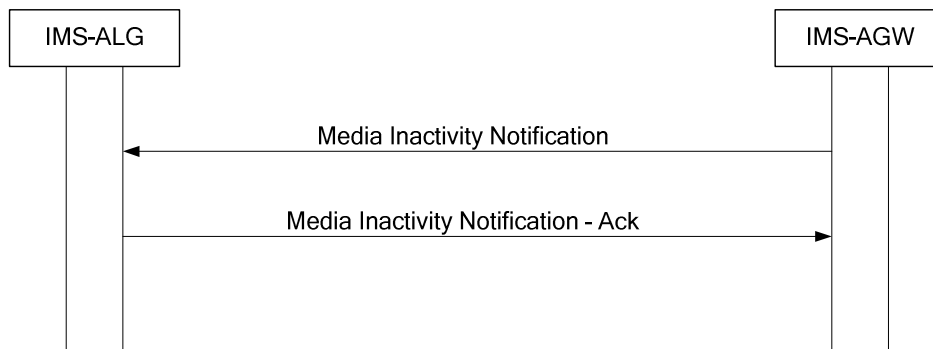 IMS-ALG
IMS-AGW
Media Inactivity Notification
Media Inactivity Notification - Ack